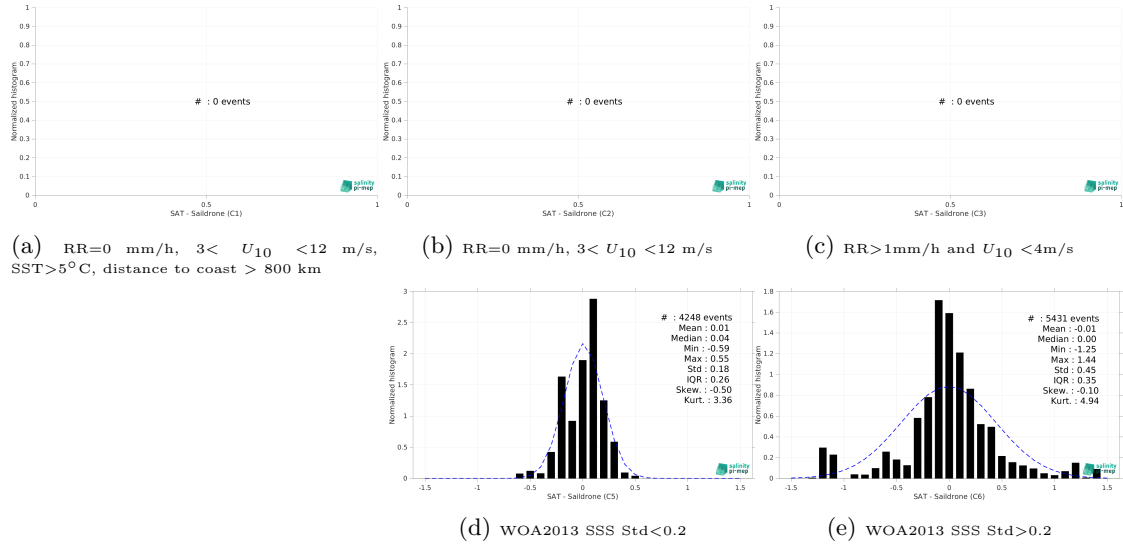 1
0.9
0.8
0.7
0.6
0.5
0.4
0.3
0.2
0.1
0
Normalized histogram
# : 0 events
0 0.5 1
SAT - Saildrone (C1)
salinity
pi-mep
1
0.9
0.8
0.7
0.6
0.5
0.4
0.3
0.2
0.1
0
Normalized histogram
# : 0 events
0 0.5 1
SAT - Saildrone (C2)
salinity
pi-mep
1
0.9
0.8
0.7
0.6
0.5
0.4
0.3
0.2
0.1
0
Normalized histogram
# : 0 events
0 0.5 1
SAT - Saildrone (C3)
salinity
pi-mep
(a) RR=0 mm/h, 3< U10 <12 m/s,
SST>5°C, distance to coast > 800 km
(b) RR=0 mm/h, 3< U10 <12 m/s
(c) RR>1mm/h and U10 <4m/s
3
2.5
2
1.5
1
0.5
0
Normalized histogram
# : 4248 events
Mean : 0.01
Median : 0.04
Min : -0.59
Max : 0.55
Std : 0.18
IQR : 0.26
Skew. : -0.50
Kurt. : 3.36
salinity
pi-mep
-1.5 -1 -0.5 0 0.5 1 1.5
SAT - Saildrone (C5)
1.8
1.6
1.4
1.2
1
0.8
0.6
0.4
0.2
0
Normalized histogram
# : 5431 events
Mean : -0.01
Median : 0.00
Min : -1.25
Max : 1.44
Std : 0.45
IQR : 0.35
Skew. : -0.10
Kurt. : 4.94
salinity
pi-mep
-1.5 -1 -0.5 0 0.5 1 1.5
SAT - Saildrone (C6)
(d) WOA2013 SSS Std<0.2
(e) WOA2013 SSS Std>0.2